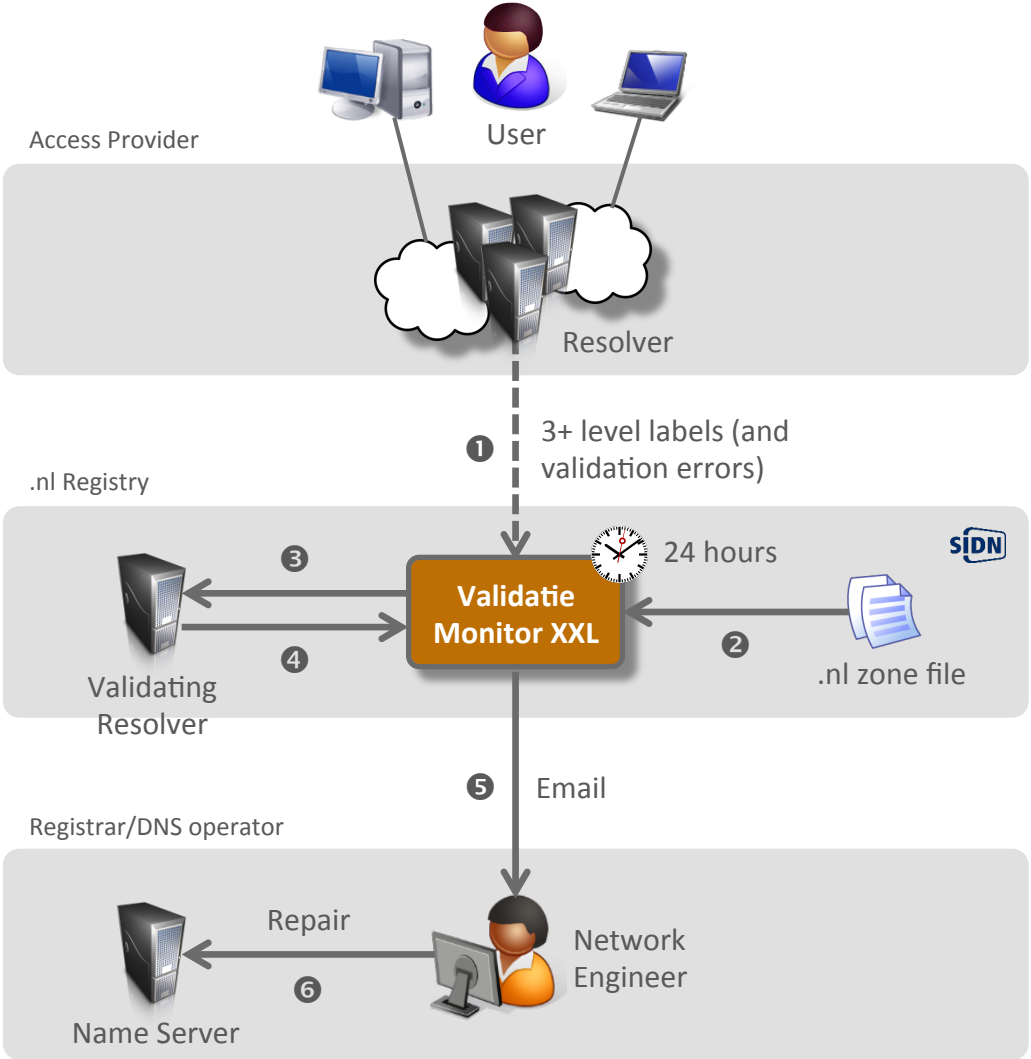 User
Access Provider
Resolver
❶
3+ level labels (and
validation errors)
.nl Registry
❸
24 hours
SIDN
Validatie
Monitor XXL
❷
❹
.nl zone file
Validating
Resolver
❺
Email
Registrar/DNS operator
Repair
Network
Engineer
❻
Name Server